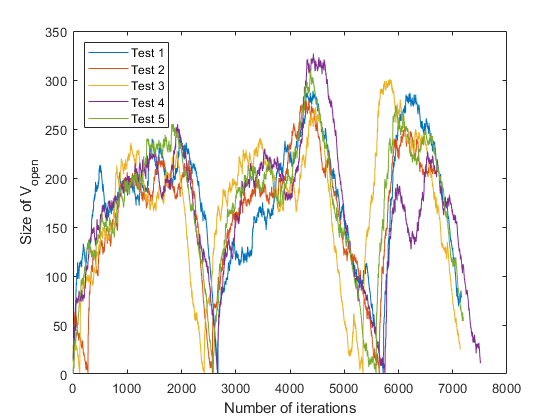 350
300
250
200
150
100
50
0
Size of V_open
Test 1
Test 2
Test 3
Test 4
Test 5
0 1000 2000 3000 4000 5000 6000 7000 8000
Number of iterations